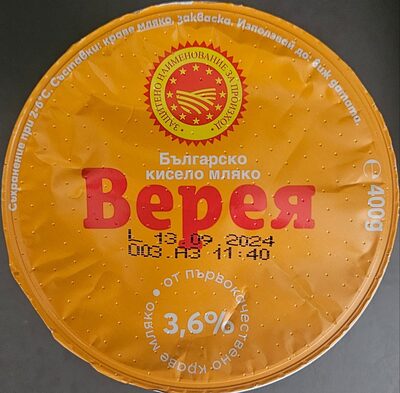 Съхранение при 2-6°C. Съставки: краве мляко, закваска. Използвай до: виж датата.
ЗАЩИТЕНО НАИМЕНОВАНИЕ ЗА ПРОИЗХОД
Българско
кисело мляко
Верея
L 13.09.2024
003.A3 11:40
℮ 400g
3,6%
• от първокачествено краве мляко